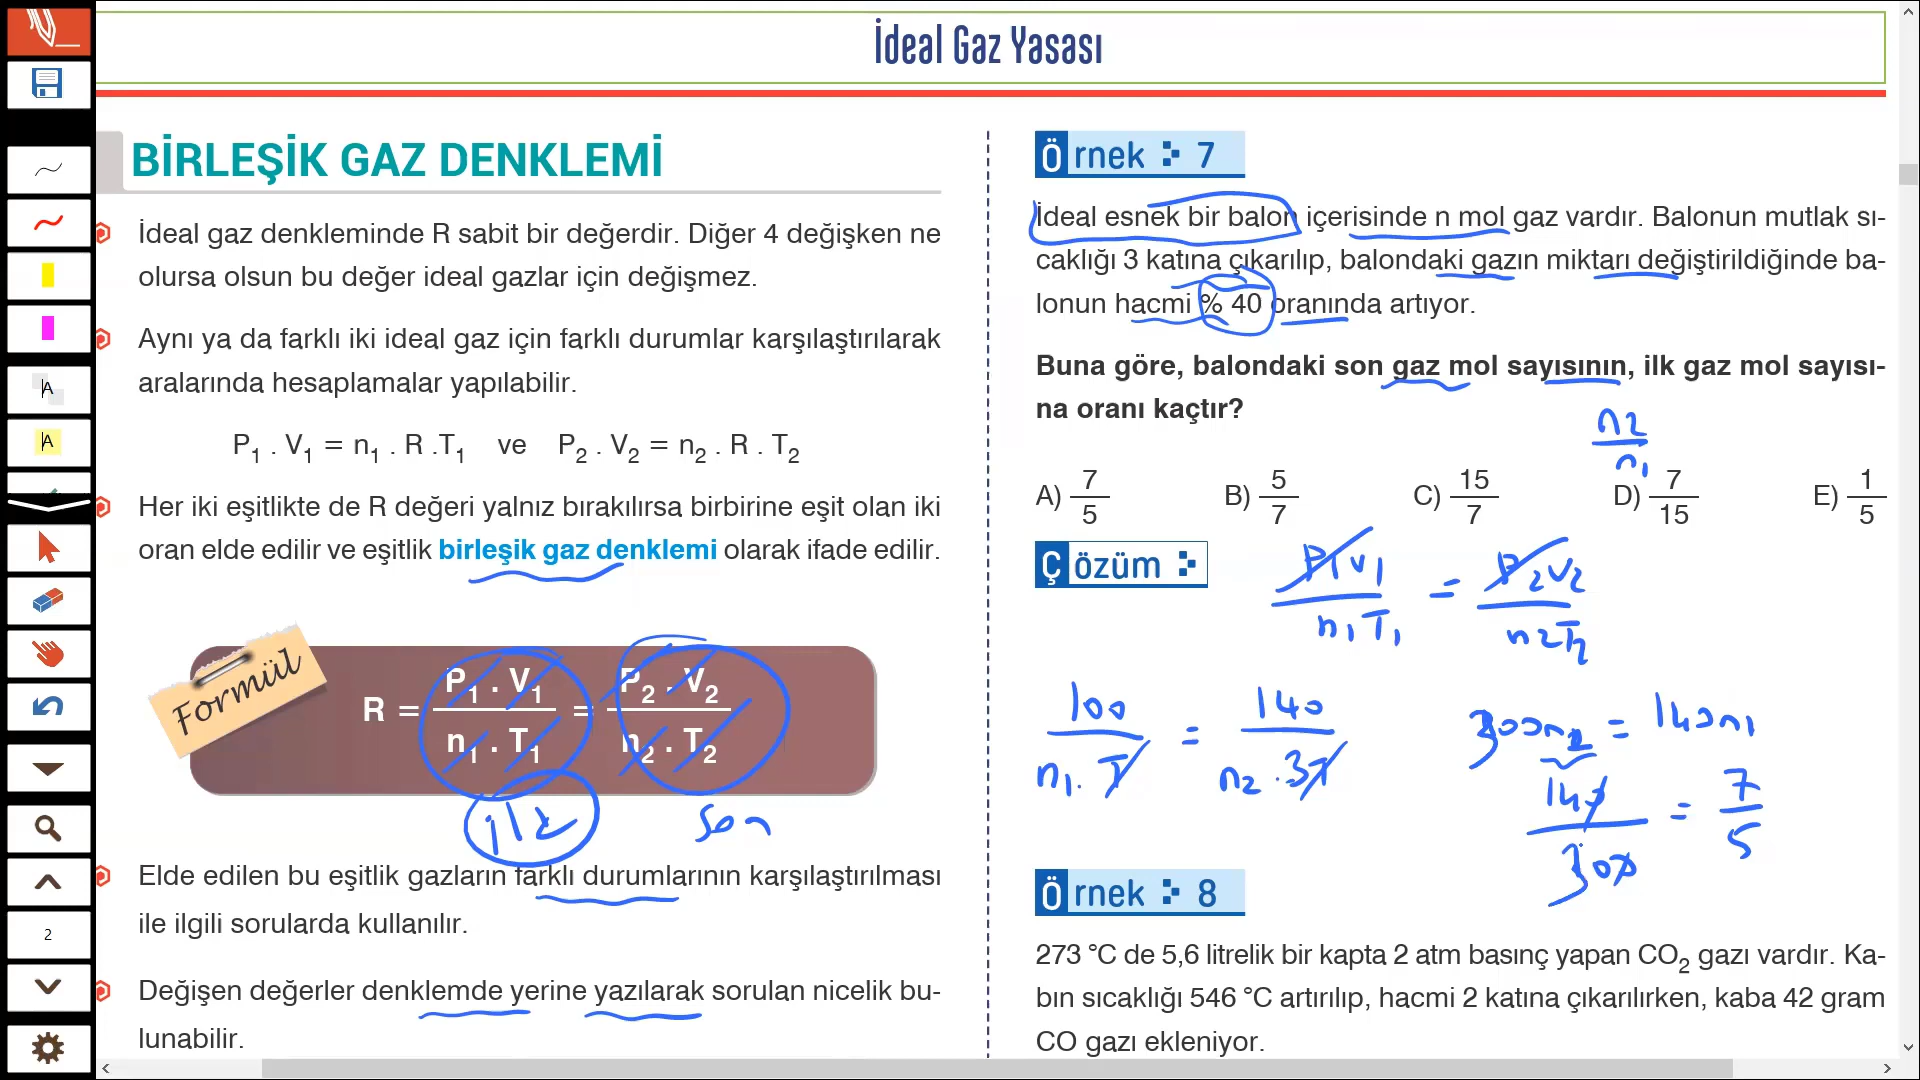 İdeal Gaz Yasası
BİRLEŞİK GAZ DENKLEMİ
İdeal gaz denkleminde R sabit bir değerdir. Diğer 4 değişken ne
olursa olsun bu değer ideal gazlar için değişmez.
Aynı ya da farklı iki ideal gaz için farklı durumlar karşılaştırılarak
aralarında hesaplamalar yapılabilir.
P₁ . V₁ = n₁ . R .T₁ ve P₂ . V₂ = n₂ . R . T₂
Her iki eşitlikte de R değeri yalnız bırakılırsa birbirine eşit olan iki
oran elde edilir ve eşitlik birleşik gaz denklemi olarak ifade edilir.
Formül
R = P₁ . V₁ / n₁ . T₁ = P₂ . V₂ / n₂ . T₂
ilk son
Elde edilen bu eşitlik gazların farklı durumlarının karşılaştırılması
ile ilgili sorularda kullanılır.
Değişen değerler denklemde yerine yazılarak sorulan nicelik bu-
lunabilir.
Örnek 7
İdeal esnek bir balon içerisinde n mol gaz vardır. Balonun mutlak sı-
caklığı 3 katına çıkarılıp, balondaki gazın miktarı değiştirildiğinde ba-
lonun hacmi % 40 oranında artıyor.
Buna göre, balondaki son gaz mol sayısının, ilk gaz mol sayısı-
na oranı kaçtır?
n2 / n1
A) 7/5 B) 5/7 C) 15/7 D) 7/15 E) 1/5
Çözüm
P1V1 / n1T1 = P2V2 / n2T2
100 / n1.T = 140 / n2.3T
300n2 = 140n1
140 / 300 = 7 / 5
Örnek 8
273 °C de 5,6 litrelik bir kapta 2 atm basınç yapan CO₂ gazı vardır. Ka-
bın sıcaklığı 546 °C artırılıp, hacmi 2 katına çıkarılırken, kaba 42 gram
CO gazı ekleniyor.
A
A
2